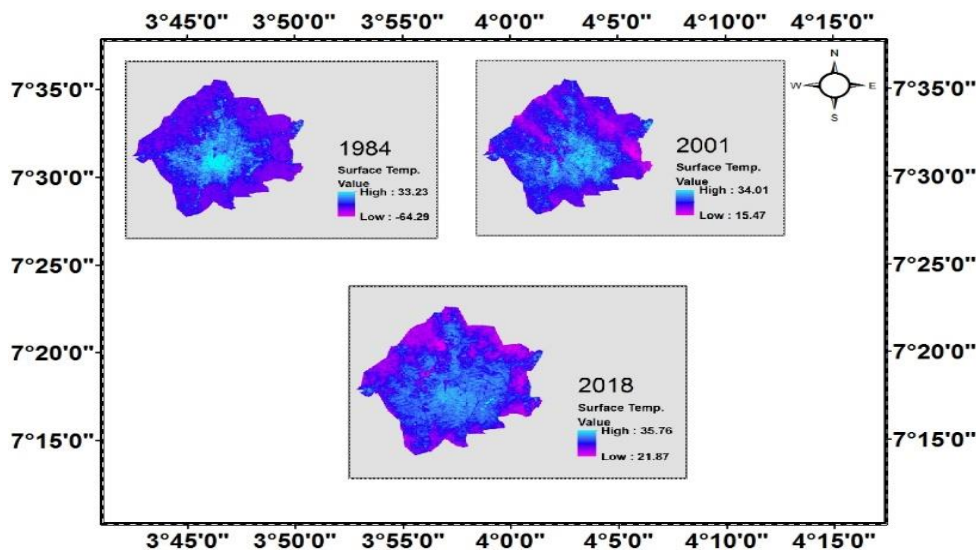 3°45'0" 3°50'0" 3°55'0" 4°0'0" 4°5'0" 4°10'0" 4°15'0"
7°35'0" 7°35'0"
N
W E
S
1984
Surface Temp.
Value
High : 33.23
Low : -64.29
2001
Surface Temp.
Value
High : 34.01
Low : 15.47
7°30'0" 7°30'0"
7°25'0" 7°25'0"
7°20'0" 7°20'0"
2018
Surface Temp.
Value
High : 35.76
Low : 21.87
7°15'0" 7°15'0"
3°45'0" 3°50'0" 3°55'0" 4°0'0" 4°5'0" 4°10'0" 4°15'0"